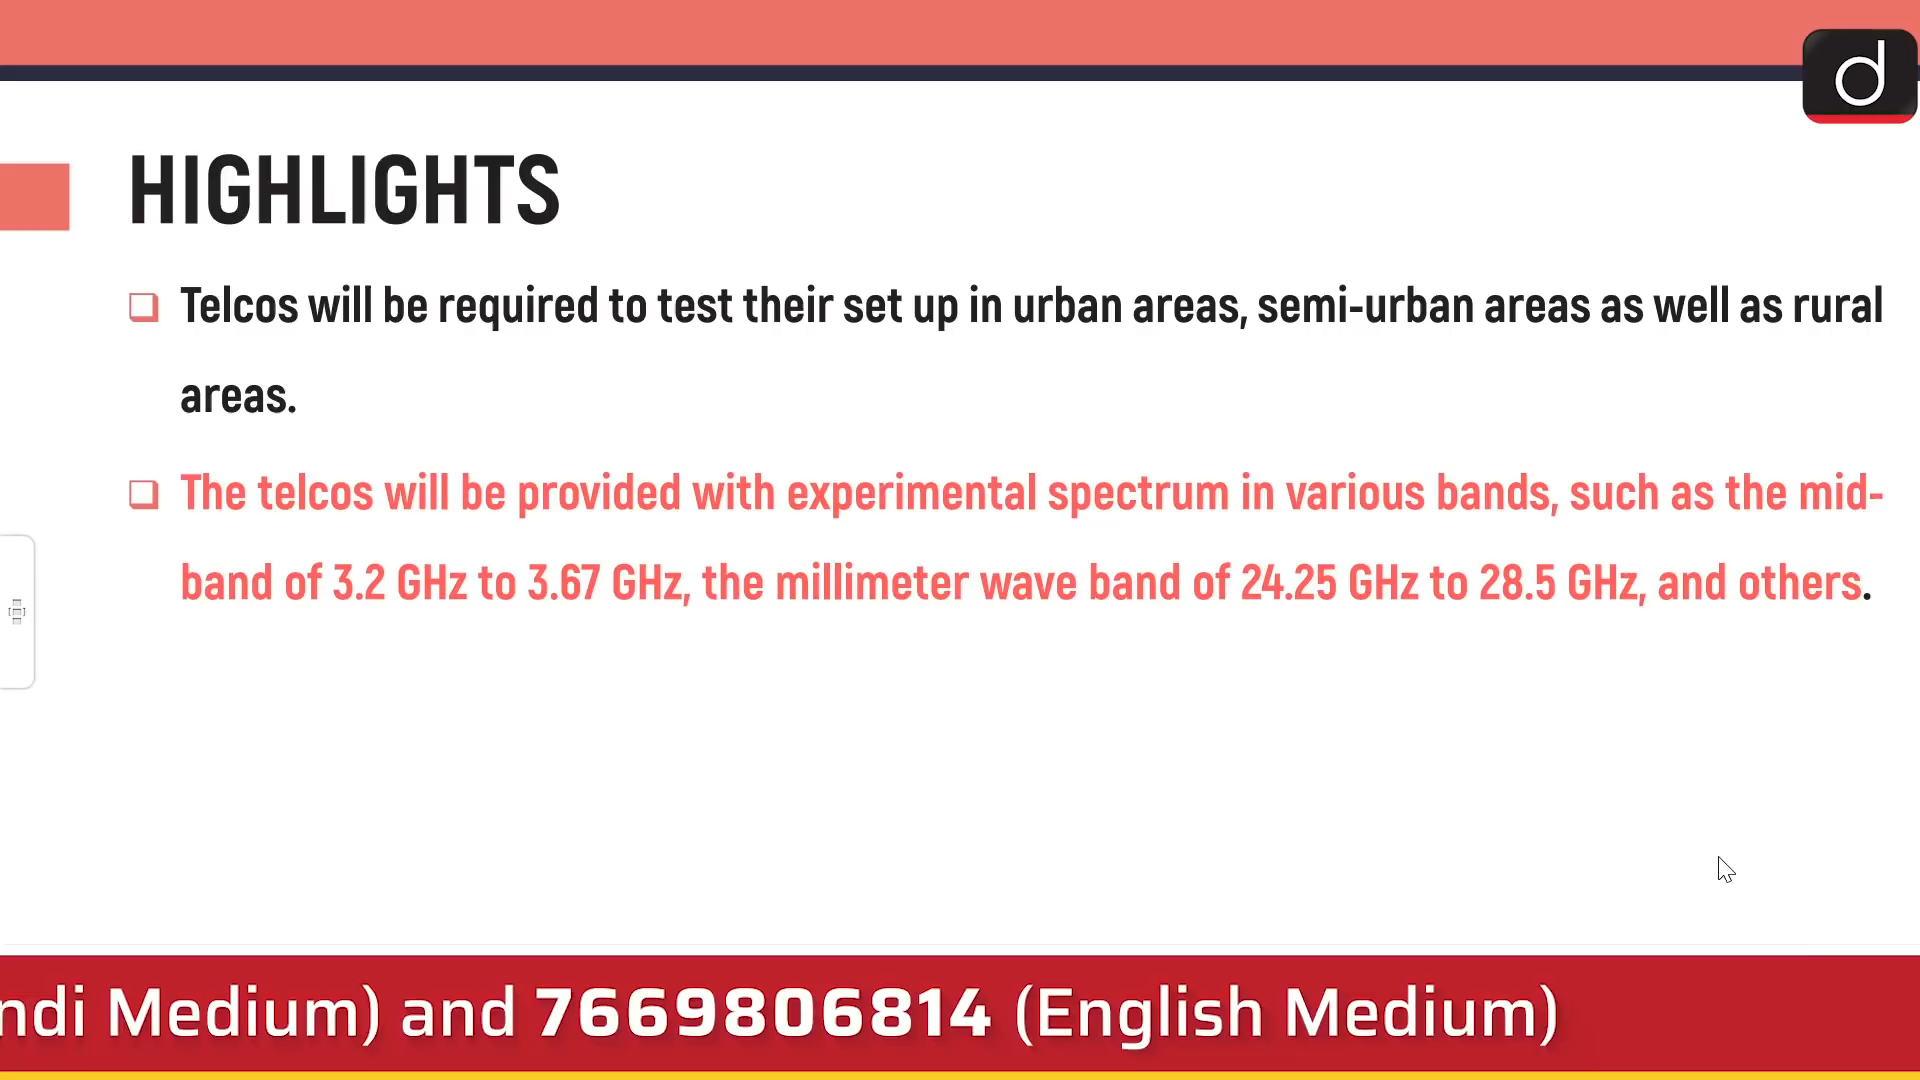 d
HIGHLIGHTS
Telcos will be required to test their set up in urban areas, semi-urban areas as well as rural
areas.
The telcos will be provided with experimental spectrum in various bands, such as the mid-
band of 3.2 GHz to 3.67 GHz, the millimeter wave band of 24.25 GHz to 28.5 GHz, and others.
ndi Medium) and 7669806814 (English Medium)